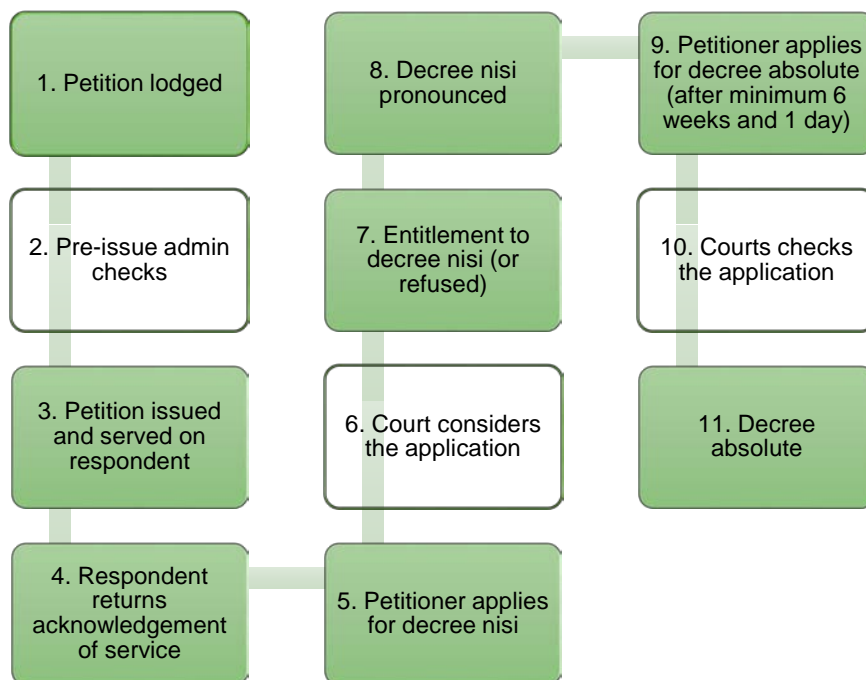 1. Petition lodged
2. Pre-issue admin
checks
3. Petition issued
and served on
respondent
4. Respondent
returns
acknowledgement
of service
5. Petitioner applies
for decree nisi
6. Court considers
the application
7. Entitlement to
decree nisi (or
refused)
8. Decree nisi
pronounced
9. Petitioner applies
for decree absolute
(after minimum 6
weeks and 1 day)
10. Courts checks
the application
11. Decree
absolute